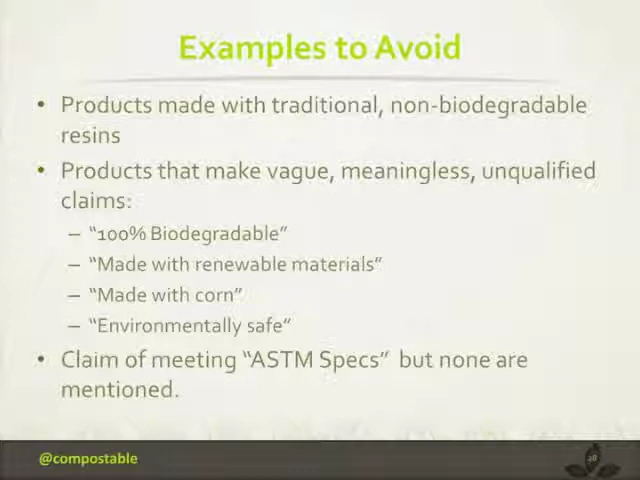 Examples to Avoid
• Products made with traditional, non-biodegradable
resins
• Products that make vague, meaningless, unqualified
claims:
– “100% Biodegradable”
– “Made with renewable materials”
– “Made with corn”
– “Environmentally safe”
• Claim of meeting “ASTM Specs” but none are
mentioned.
@compostable
28